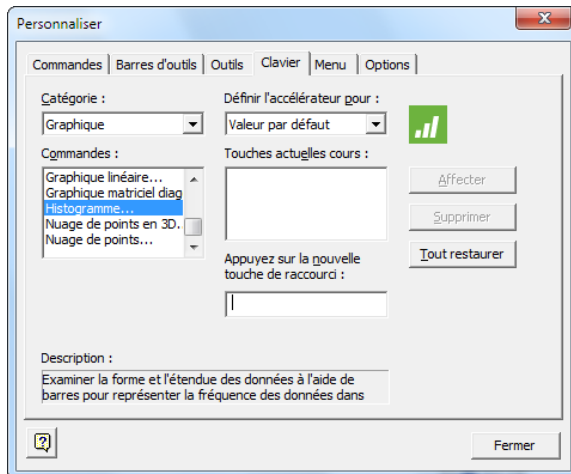 Personnaliser
Commandes
Barres d'outils
Outils
Clavier
Menu
Options
Catégorie :
Définir l'accélérateur pour :
Graphique
Valeur par défaut
Commandes :
Touches actuelles cours :
Graphique linéaire...
Graphique matriciel diag
Histogramme...
Nuage de points en 3D.
Nuage de points...
Affecter
Supprimer
Tout restaurer
Appuyez sur la nouvelle
touche de raccourci :
Description :
Examiner la forme et l'étendue des données à l'aide de
barres pour représenter la fréquence des données dans
Fermer